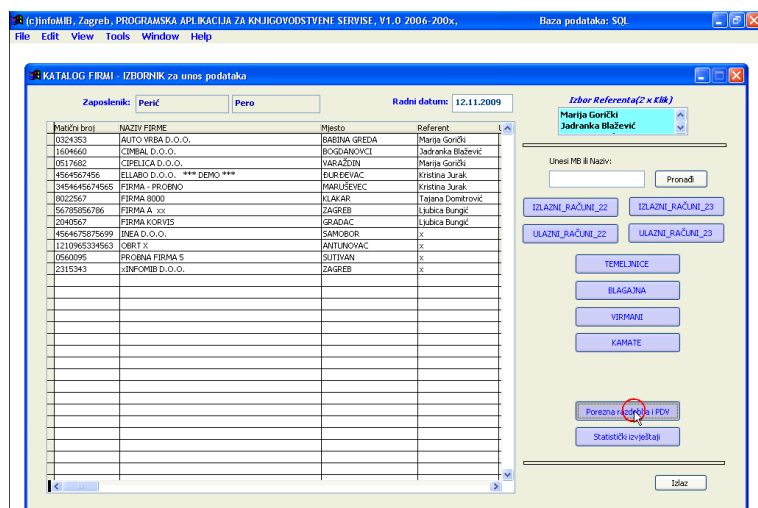 (c)infoMIB, Zagreb, PROGRAMSKA APLIKACIJA ZA KNJIGOVODSTVENE SERVISE, V1.0 2006-200x, Baza podataka: SQL
File Edit View Tools Window Help
KATALOG FIRMI - IZBORNIK za unos podataka
Zaposlenik: Perić Pero Radni datum: 12.11.2009
Izbor Referenta(2 x Klik)
Marija Gorički
Jadranka Blažević
Matični broj NAZIV FIRME Mjesto Referent
0324353 AUTO VRBA D.O.O. BABINA GREDA Marija Gorički
1604660 CIMBAL D.O.O. BOGDANOVCI Jadranka Blažević
0517682 CIPELICA D.O.O. VARAŽDIN Marija Gorički
4564567456 ELLABO D.O.O. *** DEMO *** ĐURĐEVAC Kristina Jurak
3454645674565 FIRMA - PROBNO MARUŠEVEC Kristina Jurak
8022567 FIRMA 8000 KLAKAR Tajana Domitrović
56785856786 FIRMA A xx ZAGREB Ljubica Bungić
2040567 FIRMA KORVIS GRADAC Ljubica Bungić
4564675875699 INEA D.O.O. SAMOBOR x
1210965334563 OBRT X ANTUNOVAC x
0560095 PROBNA FIRMA 5 SUTIVAN x
2315343 xINFOMIB D.O.O. ZAGREB x
Unesi MB ili Naziv:
Pronađi
IZLAZNI_RAČUNI_22 IZLAZNI_RAČUNI_23
ULAZNI_RAČUNI_22 ULAZNI_RAČUNI_23
TEMELJNICE
BLAGAJNA
VIRMANI
KAMATE
Porezna razdoblja i PDV
Statistički izvještaji
Izlaz